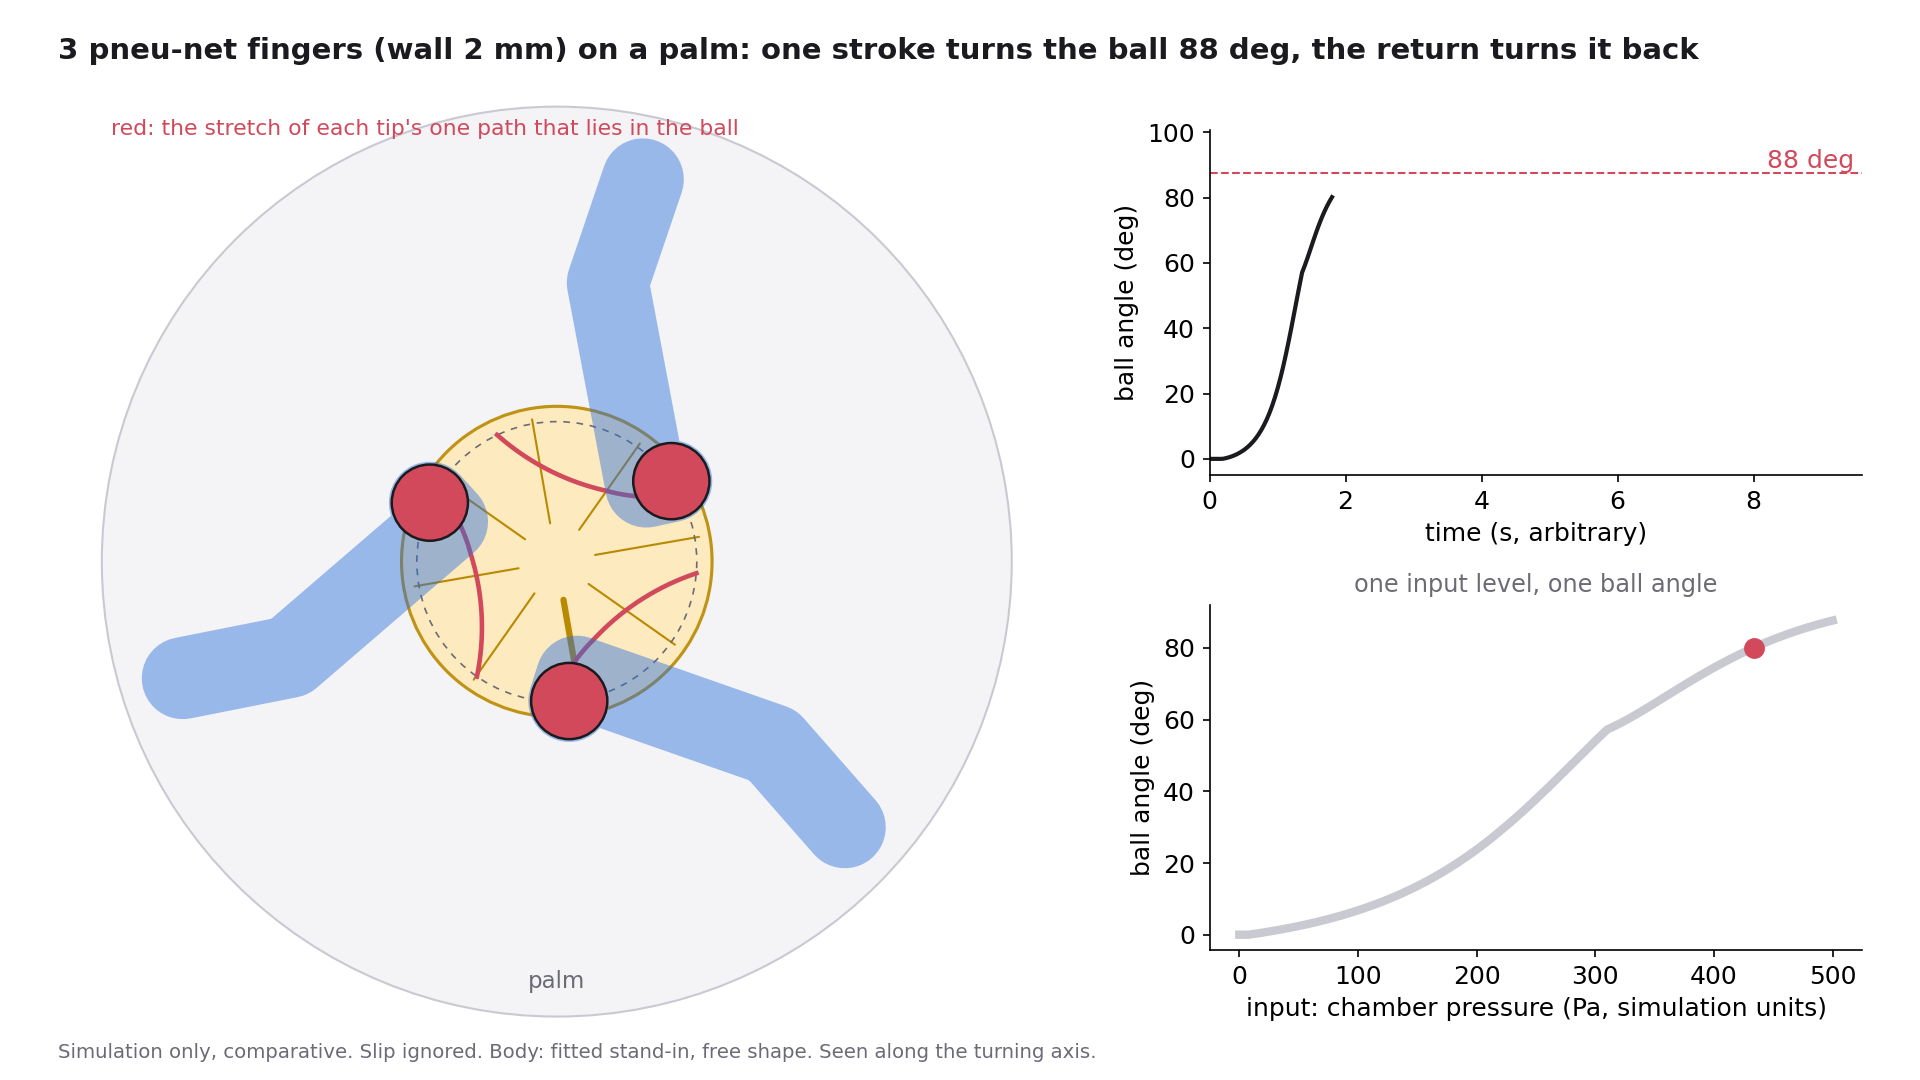 3 pneu-net fingers (wall 2 mm) on a palm: one stroke turns the ball 88 deg, the return turns it back
red: the stretch of each tip's one path that lies in the ball
palm
100
80
60
40
20
0
ball angle (deg)
88 deg
0 2 4 6 8
time (s, arbitrary)
one input level, one ball angle
80
60
40
20
0
ball angle (deg)
0 100 200 300 400 500
input: chamber pressure (Pa, simulation units)
Simulation only, comparative. Slip ignored. Body: fitted stand-in, free shape. Seen along the turning axis.